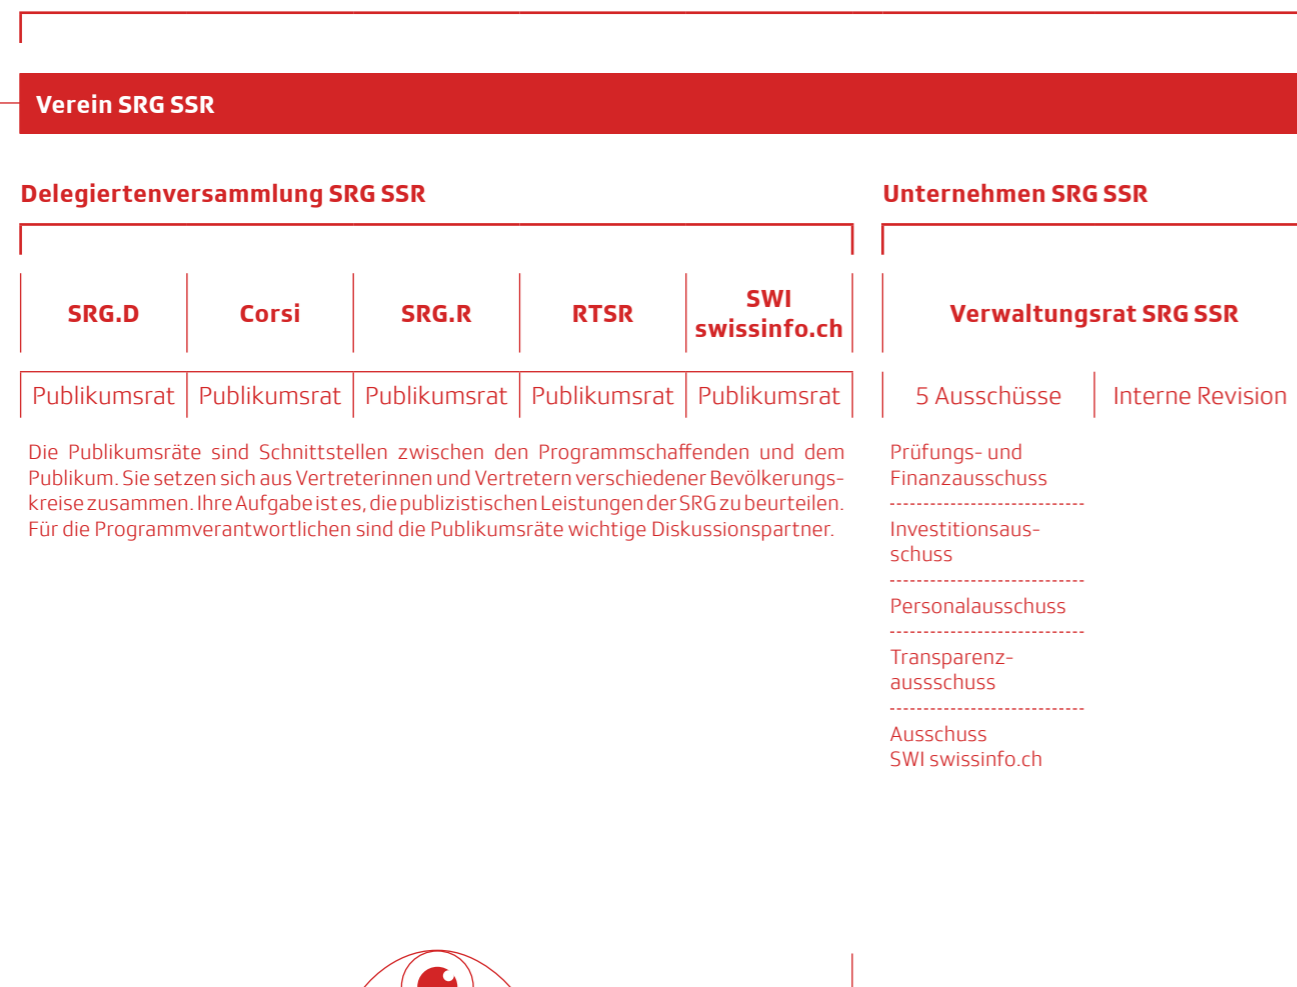 Verein SRG SSR
Delegiertenversammlung SRG SSR
Unternehmen SRG SSR
SRG.D
Corsi
SRG.R
RTSR
SWI
swissinfo.ch
Verwaltungsrat SRG SSR
Publikumsrat
Publikumsrat
Publikumsrat
Publikumsrat
Publikumsrat
5 Ausschüsse
Interne Revision
Die Publikumsräte sind Schnittstellen zwischen den Programmschaffenden und dem
Publikum. Sie setzen sich aus Vertreterinnen und Vertretern verschiedener Bevölkerungs-
kreise zusammen. Ihre Aufgabe ist es, die publizistischen Leistungen der SRG zu beurteilen.
Für die Programmverantwortlichen sind die Publikumsräte wichtige Diskussionspartner.
Prüfungs- und
Finanzausschuss
Investitionsaus-
schuss
Personalausschuss
Transparenz-
aussschuss
Ausschuss
SWI swissinfo.ch